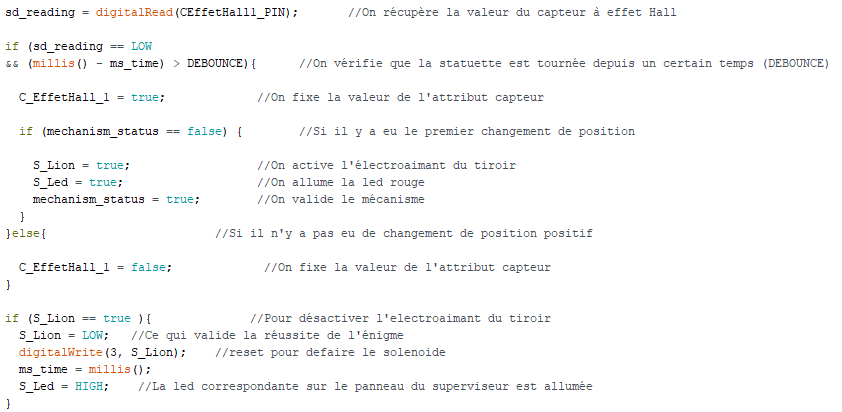 sd_reading = digitalRead(CEffetHall1_PIN);       //On récupère la valeur du capteur à effet Hall
if (sd_reading == LOW
&& (millis() - ms_time) > DEBOUNCE){      //On vérifie que la statuette est tournée depuis un certain temps (DEBOUNCE)
  C_EffetHall_1 = true;             //On fixe la valeur de l'attribut capteur
  if (mechanism_status == false) {        //Si il y a eu le premier changement de position
    S_Lion = true;                  //On active l'électroaimant du tiroir
    S_Led = true;                   //On allume la led rouge
    mechanism_status = true;        //On valide le mécanisme
  }
}else{                        //Si il n'y a pas eu de changement de position positif
  C_EffetHall_1 = false;             //On fixe la valeur de l'attribut capteur
}
if (S_Lion == true ){              //Pour désactiver l'electroaimant du tiroir
  S_Lion = LOW;   //Ce qui valide la réussite de l'énigme
  digitalWrite(3, S_Lion);    //reset pour defaire le solenoide
  ms_time = millis();
  S_Led = HIGH;    //La led correspondante sur le panneau du superviseur est allumée
}